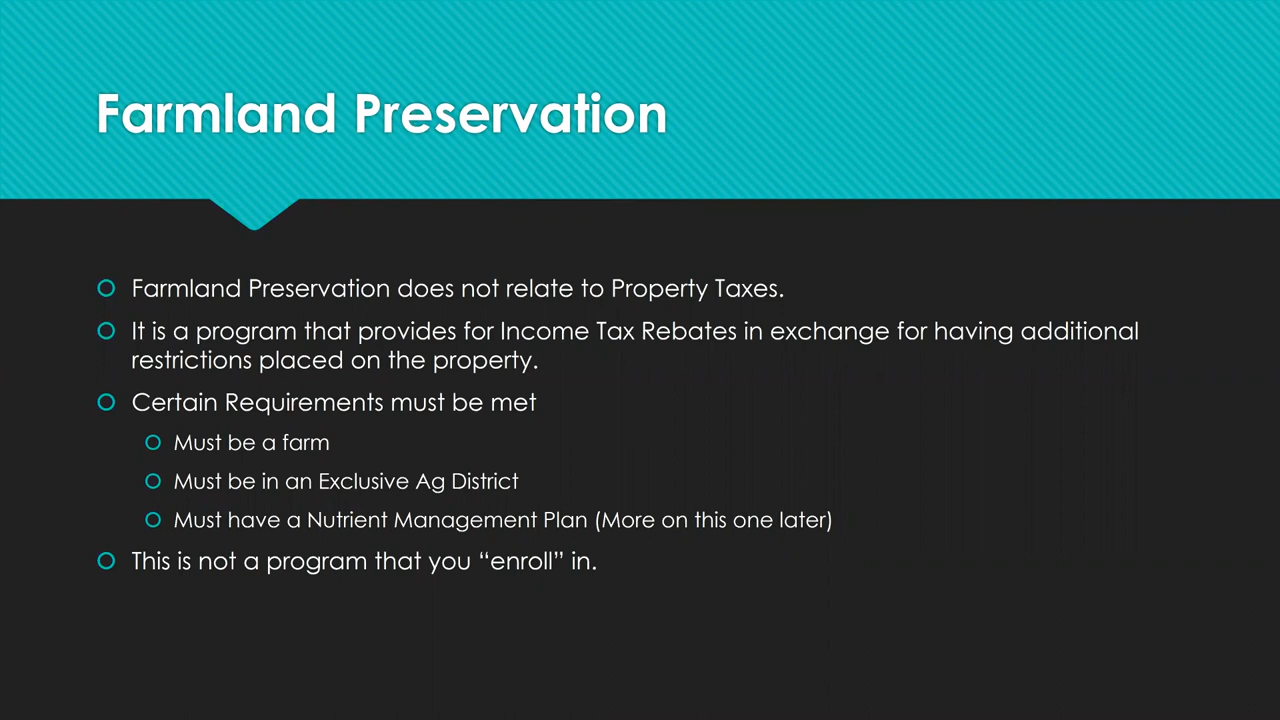 Farmland Preservation
Farmland Preservation does not relate to Property Taxes.
It is a program that provides for Income Tax Rebates in exchange for having additional
restrictions placed on the property.
Certain Requirements must be met
Must be a farm
Must be in an Exclusive Ag District
Must have a Nutrient Management Plan (More on this one later)
This is not a program that you “enroll” in.